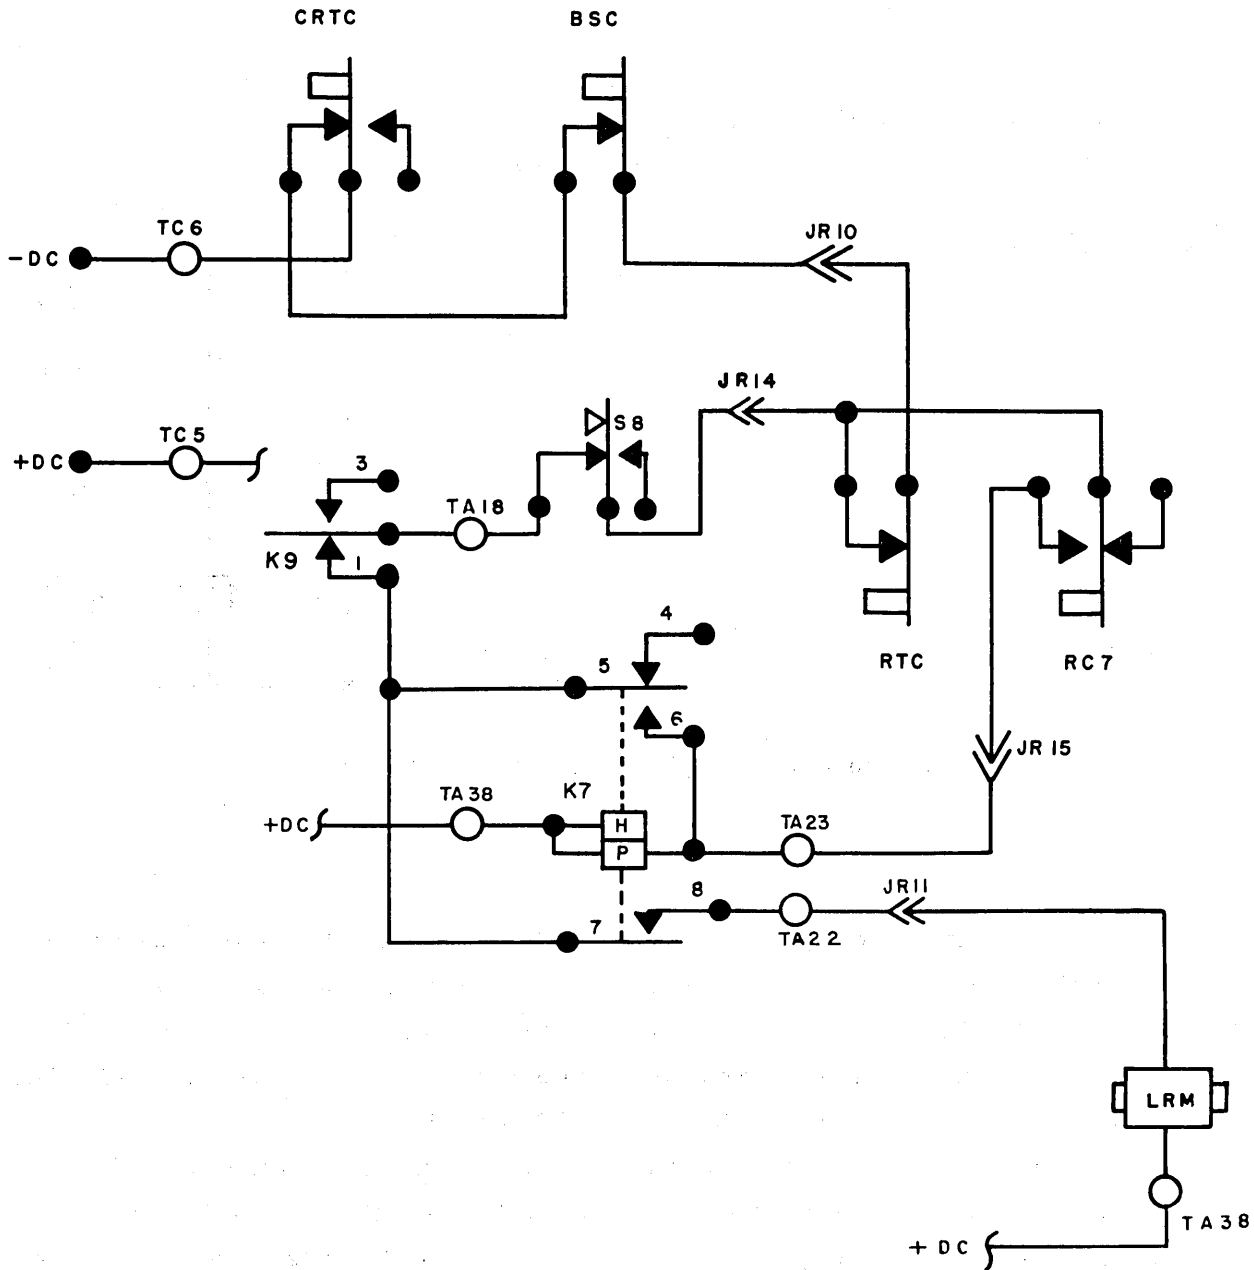 CRTC
BSC
TC6
JR10
-DC
JR14
S8
TC5
+DC
3
TA18
K9
1
4
RTC
RC7
5
6
JR15
K7
TA38
H
TA23
+DC
P
8
JR11
7
TA22
LRM
TA38
+DC